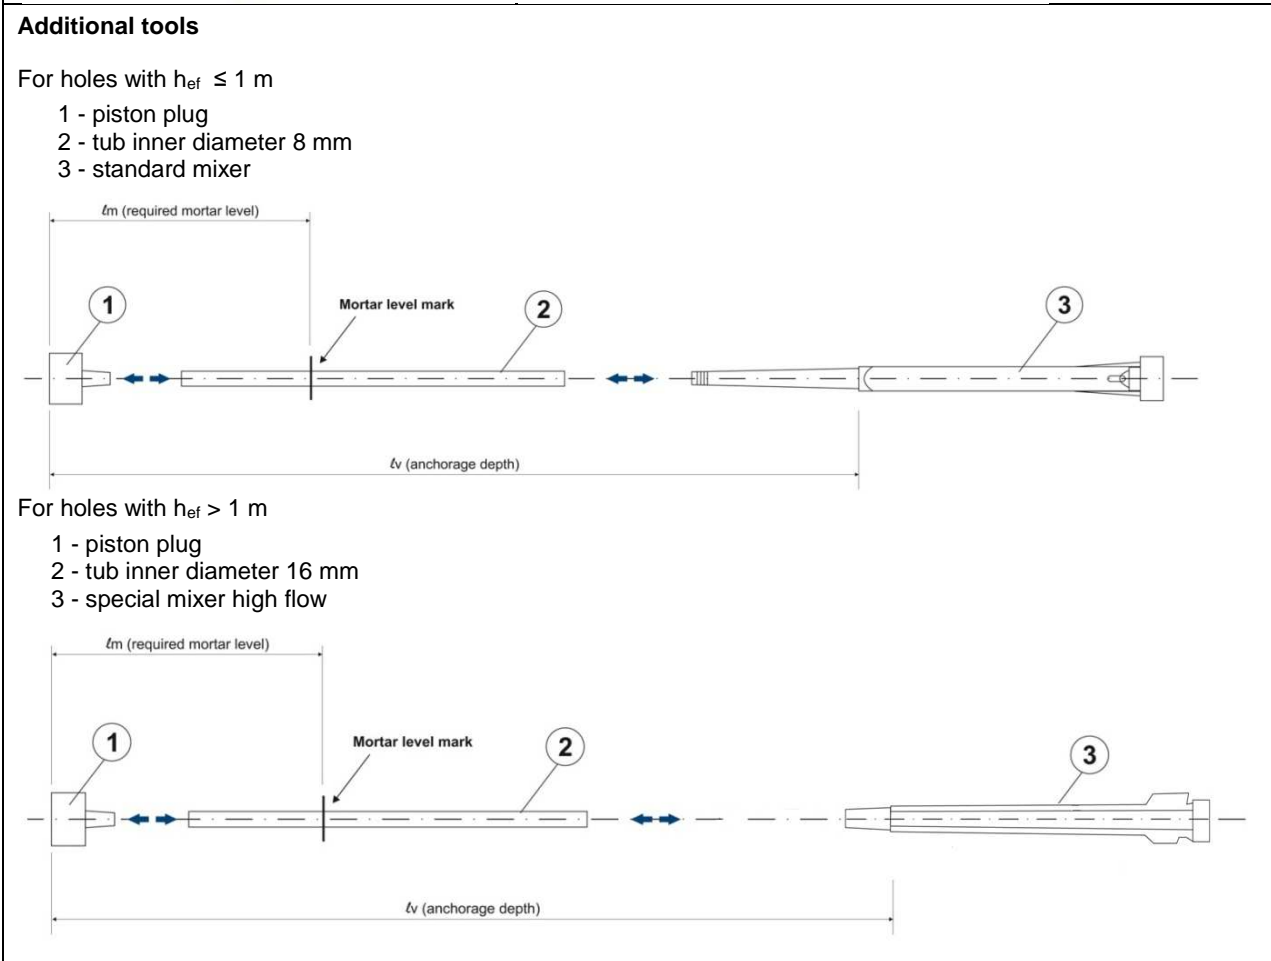 Additional tools
For holes with hef ≤ 1 m
1 - piston plug
2 - tub inner diameter 8 mm
3 - standard mixer
ℓm (required mortar level)
1
Mortar level mark
2
3
ℓv (anchorage depth)
For holes with hef > 1 m
1 - piston plug
2 - tub inner diameter 16 mm
3 - special mixer high flow
ℓm (required mortar level)
1
Mortar level mark
2
3
ℓv (anchorage depth)